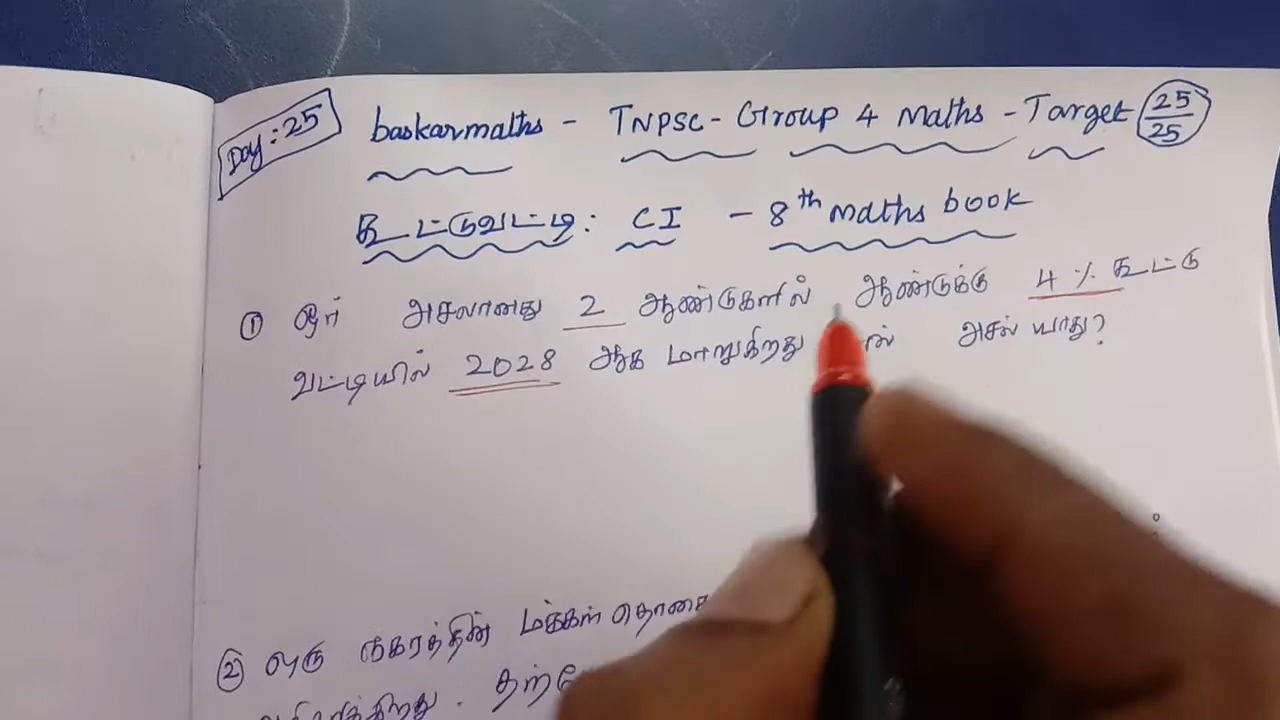 Day: 25
baskarmaths - TNPSC - Group 4 Maths - Target 25/25
கூட்டுவட்டி: CI - 8th maths book
① ஓர் அசலானது 2 ஆண்டுகளில் ஆண்டுக்கு 4% கூட்டு
வட்டியில் 2028 ஆக மாறுகிறது அசல் யாது?
② ஒரு நகரத்தின் மக்கள்